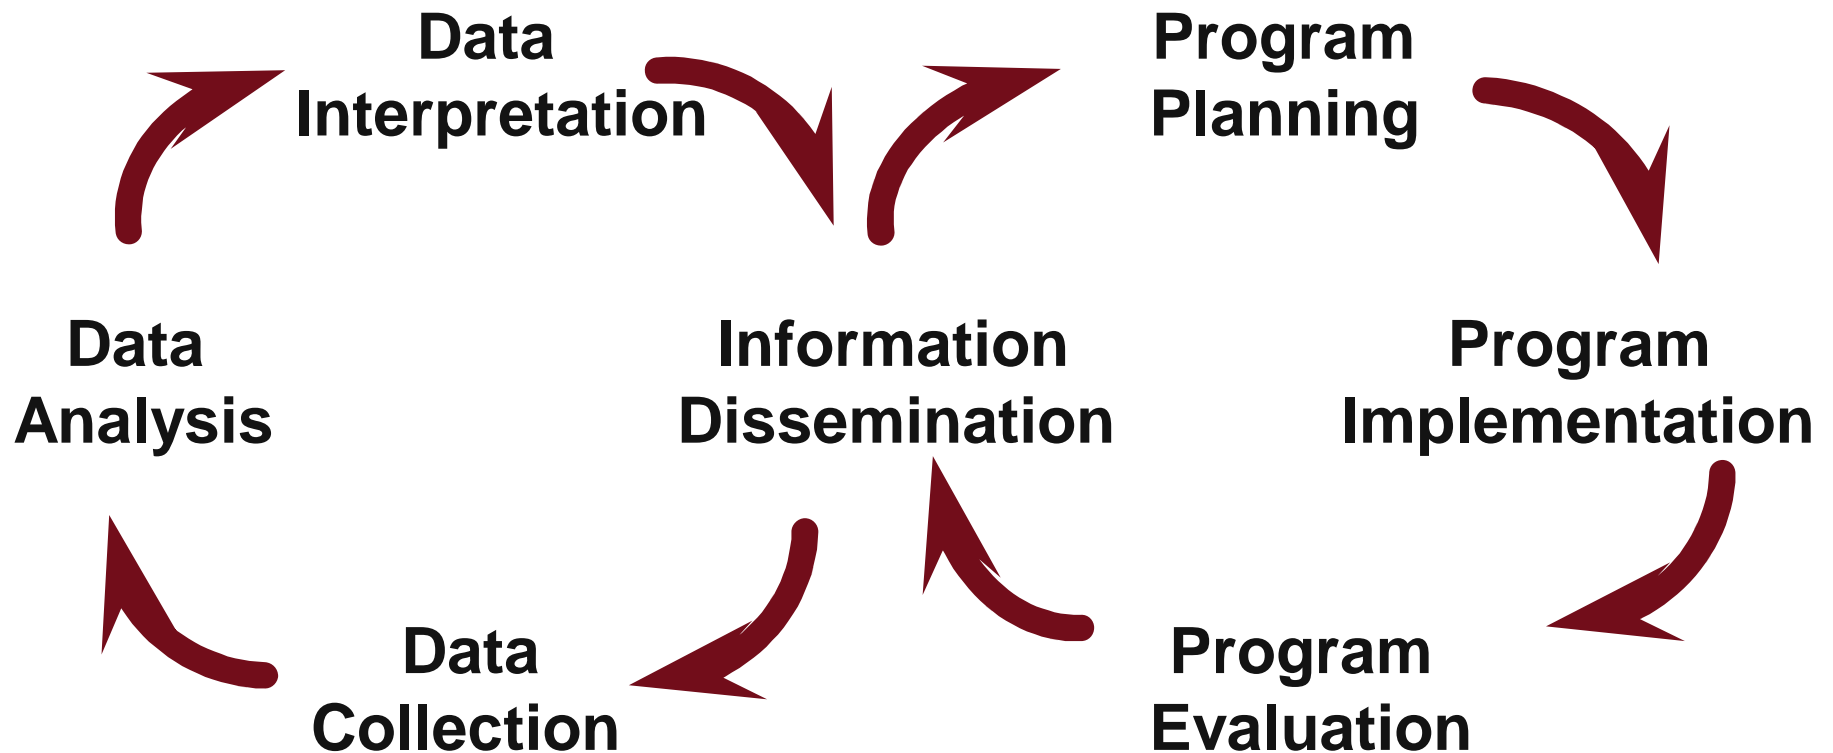 Data
Interpretation
Program
Planning
Data
Analysis
Information
Dissemination
Program
Implementation
Data
Collection
Program
Evaluation